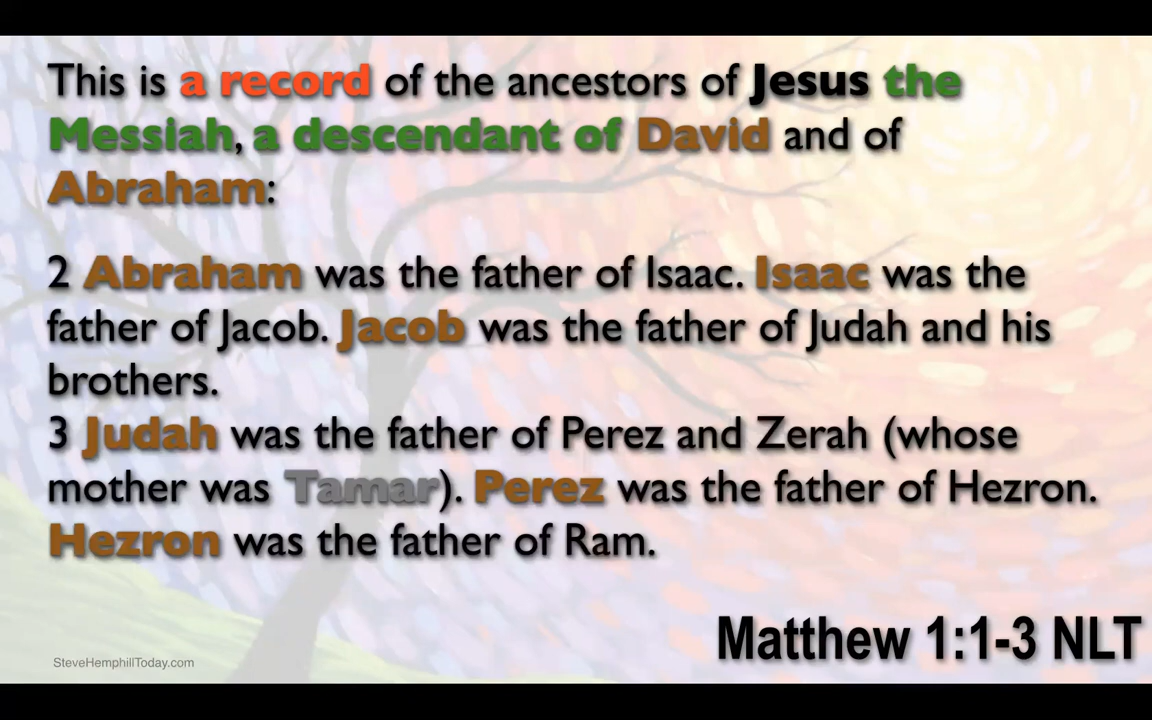 This is a record of the ancestors of Jesus the
Messiah, a descendant of David and of
Abraham:
2 Abraham was the father of Isaac. Isaac was the
father of Jacob. Jacob was the father of Judah and his
brothers.
3 Judah was the father of Perez and Zerah (whose
mother was Tamar). Perez was the father of Hezron.
Hezron was the father of Ram.
Matthew 1:1-3 NLT
SteveHemphillToday.com